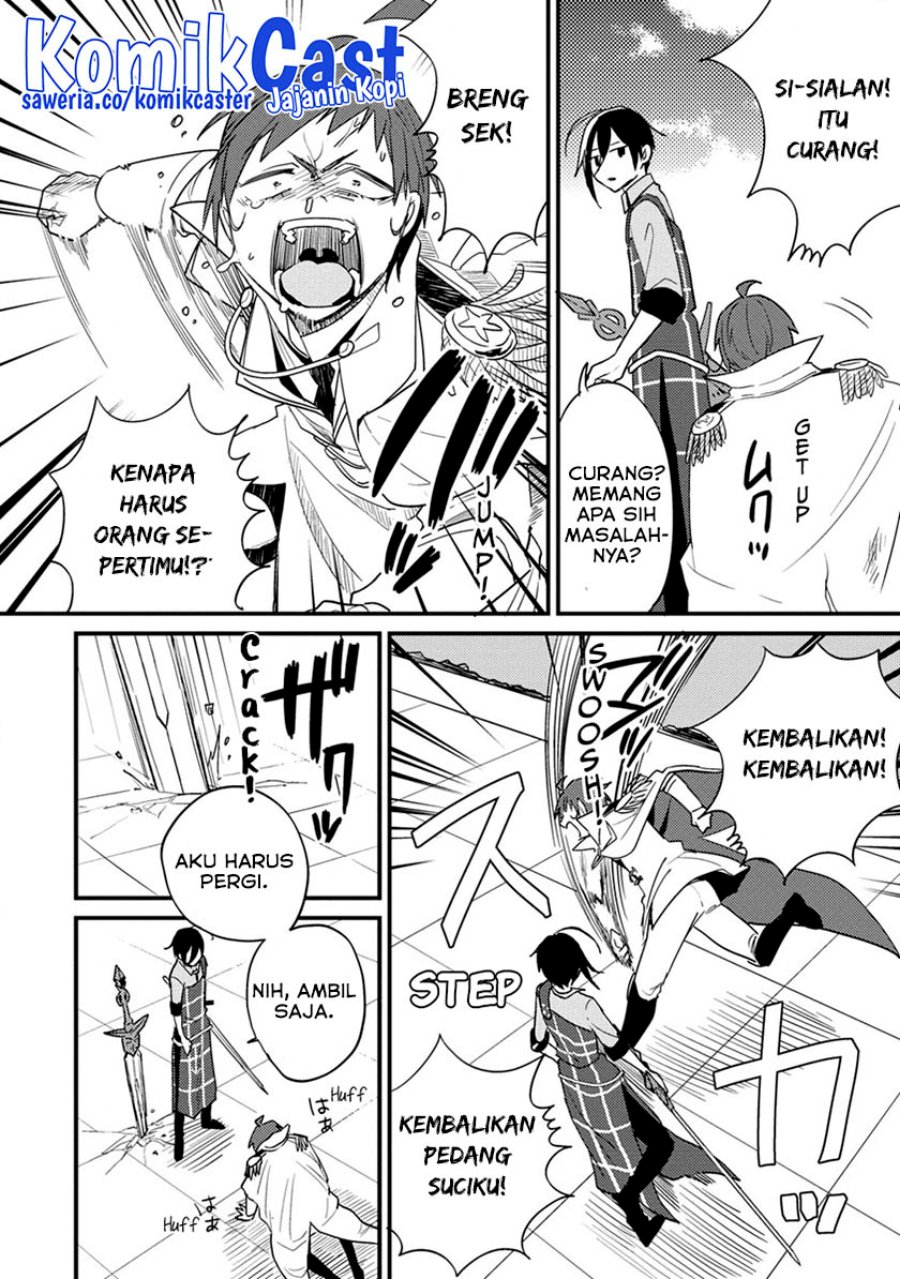 KomikCast
saweria.co/komikcaster Jajanin Kopi
SI-SIALAN!
ITU
CURANG!
GET UP
ムクッ
CURANG?
MEMANG
APA SIH
MASALAH-
NYA?
BRENG
SEK!
JUMP!
KENAPA
HARUS
ORANG SE-
PERTIMU!?
KEMBALIKAN!
KEMBALIKAN!
SWOOSH!
STEP
スカッ
KEMBALIKAN
PEDANG
SUCIKU!
Crack!
ザク
AKU HARUS
PERGI.
NIH, AMBIL
SAJA.
Huff
はぁ
Huff
はぁ